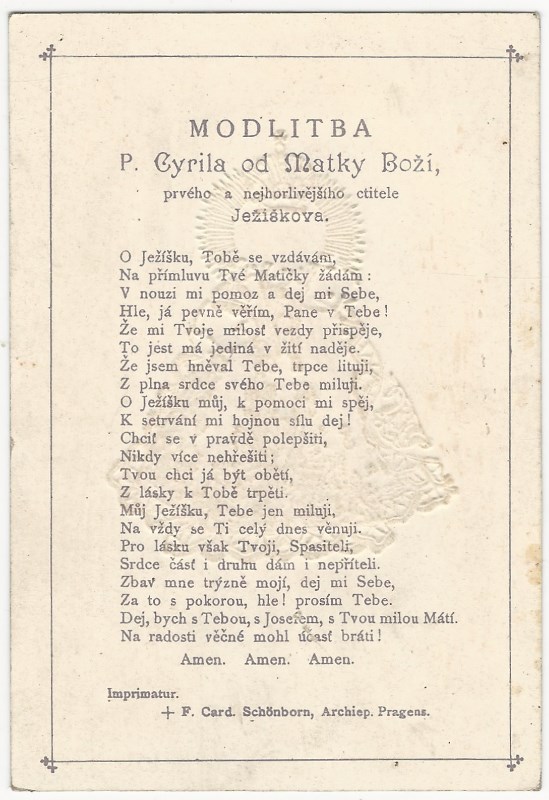 MODLITBA
P. Cyrila od Matky Boží,
prvého a nejhorlivějšího ctitele
Ježiškova.
O Ježíšku, Tobě se vzdávám,
Na přímluvu Tvé Matičky žádám:
V nouzi mi pomoz a dej mi Sebe,
Hle, já pevně věřím, Pane v Tebe!
Že mi Tvoje milosť vezdy přispěje,
To jest má jediná v žití naděje.
Že jsem hněval Tebe, trpce lituji,
Z plna srdce svého Tebe miluji.
O Ježíšku můj, k pomoci mi spěj,
K setrvání mi hojnou sílu dej!
Chciť se v pravdě polepšiti,
Nikdy více nehřešiti;
Tvou chci já být obětí,
Z lásky k Tobě trpěti.
Můj Ježíšku, Tebe jen miluji,
Na vždy se Ti celý dnes věnuji.
Pro lásku však Tvoji, Spasiteli,
Srdce čásť i druhu dám i nepříteli.
Zbav mne trýzně mojí, dej mi Sebe,
Za to s pokorou, hle! prosím Tebe.
Dej, bych s Tebou, s Josefem, s Tvou milou Mátí.
Na radosti věčné mohl účasť bráti!
Amen. Amen. Amen.
Imprimatur.
+ F. Card. Schönborn, Archiep. Pragens.